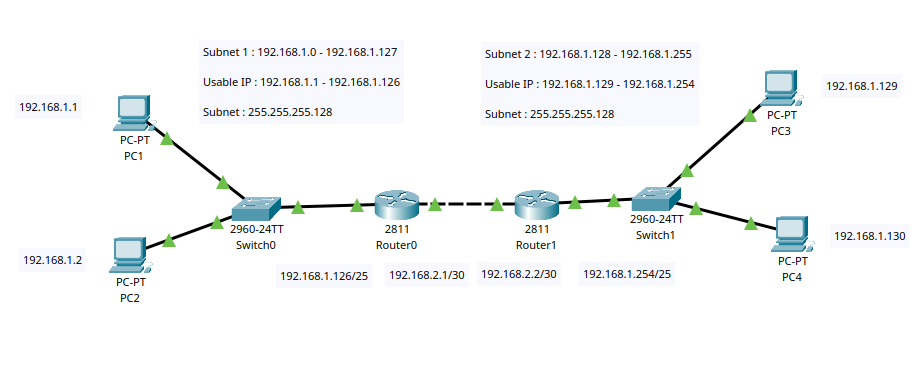 Subnet 1 : 192.168.1.0 - 192.168.1.127
Usable IP : 192.168.1.1 - 192.168.1.126
Subnet : 255.255.255.128
Subnet 2 : 192.168.1.128 - 192.168.1.255
Usable IP : 192.168.1.129 - 192.168.1.254
Subnet : 255.255.255.128
192.168.1.1
PC-PT
PC1
192.168.1.129
PC-PT
PC3
2960-24TT
Switch0
2811
Router0
2811
Router1
2960-24TT
Switch1
192.168.1.2
PC-PT
PC2
192.168.1.126/25
192.168.2.1/30
192.168.2.2/30
192.168.1.254/25
192.168.1.130
PC-PT
PC4